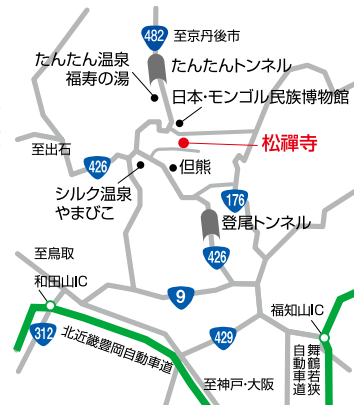 482
至京丹後市
たんたん温泉
福寿の湯
たんたんトンネル
日本・モンゴル民族博物館
松禪寺
至出石
426
但熊
シルク温泉
やまびこ
176
登尾トンネル
426
至鳥取
和田山IC
9
福知山IC
312
北近畿豊岡自動車道
429
舞鶴若狭
自動車道
至神戸・大阪